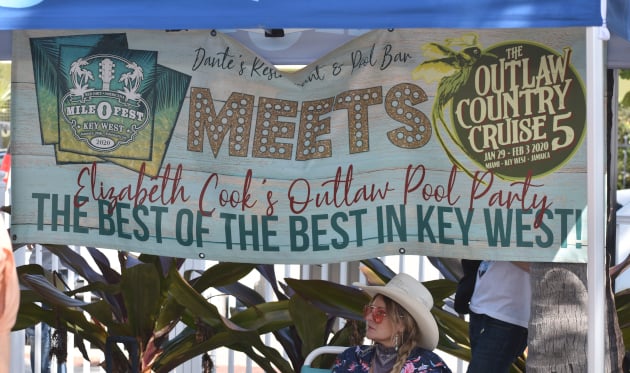 Dante's Restaurant & Pool Bar
MILE 0 FEST
KEY WEST
2020
MEETS
THE
OUTLAW
COUNTRY
CRUISE 5
JAN 29 - FEB 3 2020
MIAMI - KEY WEST - JAMAICA
Elizabeth Cook's Outlaw Pool Party
THE BEST OF THE BEST IN KEY WEST!